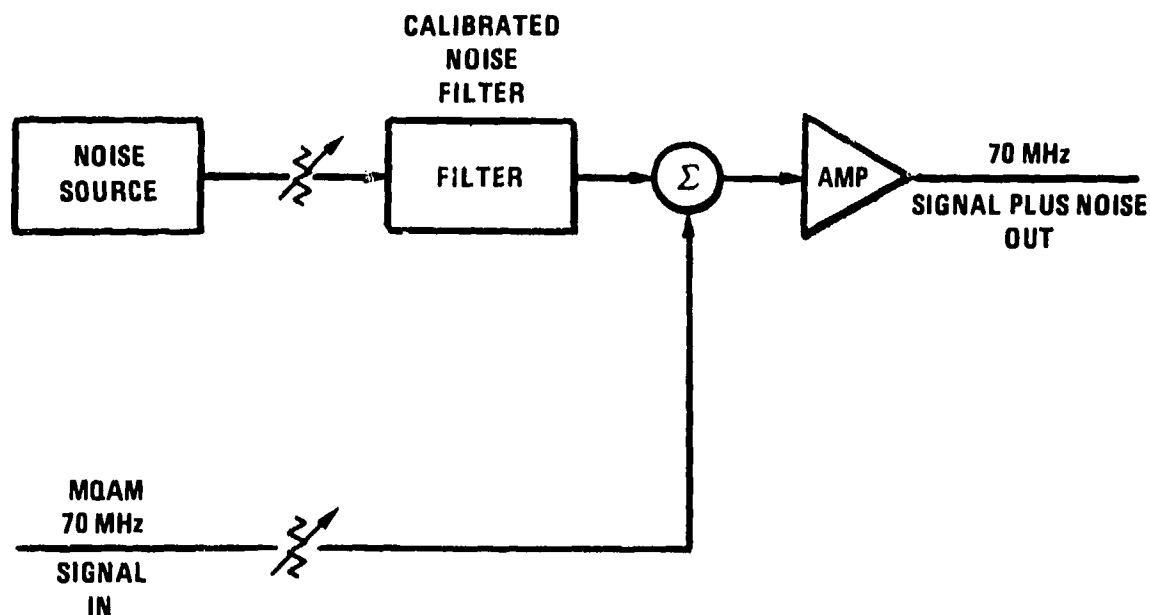 CALIBRATED
NOISE
FILTER
NOISE
SOURCE
FILTER
Σ
AMP
70 MHz
SIGNAL PLUS NOISE
OUT
MQAM
70 MHz
SIGNAL
IN